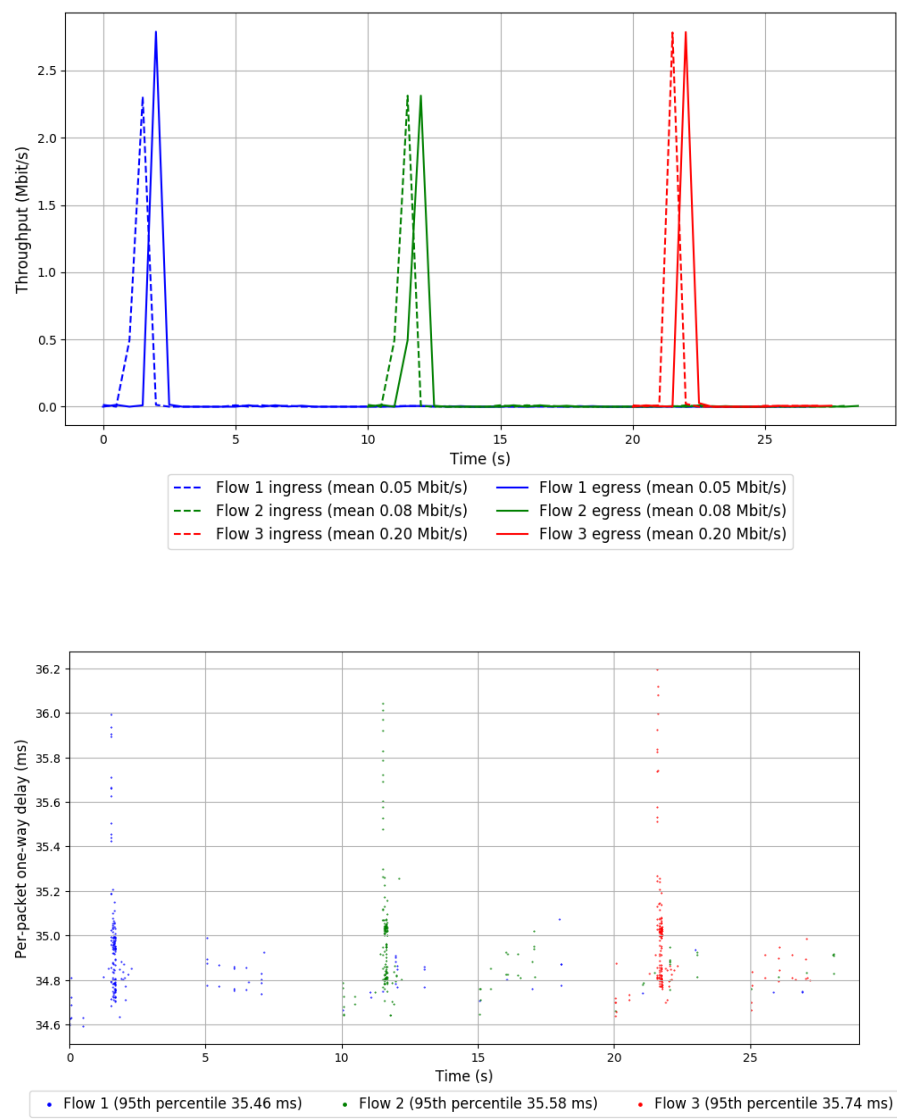 2.5
2.0
1.5
1.0
0.5
0.0
Throughput (Mbit/s)
0 5 10 15 20 25
Time (s)
Flow 1 ingress (mean 0.05 Mbit/s) Flow 1 egress (mean 0.05 Mbit/s)
Flow 2 ingress (mean 0.08 Mbit/s) Flow 2 egress (mean 0.08 Mbit/s)
Flow 3 ingress (mean 0.20 Mbit/s) Flow 3 egress (mean 0.20 Mbit/s)
36.2
36.0
35.8
35.6
35.4
35.2
35.0
34.8
34.6
Per-packet one-way delay (ms)
0 5 10 15 20 25
Time (s)
Flow 1 (95th percentile 35.46 ms) Flow 2 (95th percentile 35.58 ms) Flow 3 (95th percentile 35.74 ms)